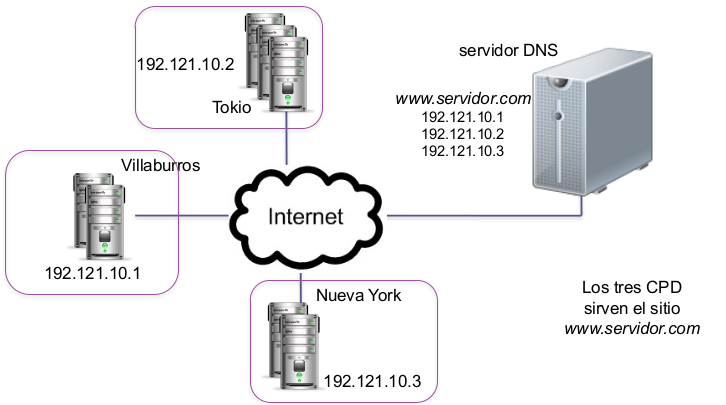 192.121.10.2
Tokio
servidor DNS
www.servidor.com
192.121.10.1
192.121.10.2
192.121.10.3
Villaburros
192.121.10.1
Internet
Nueva York
192.121.10.3
Los tres CPD
sirven el sitio
www.servidor.com